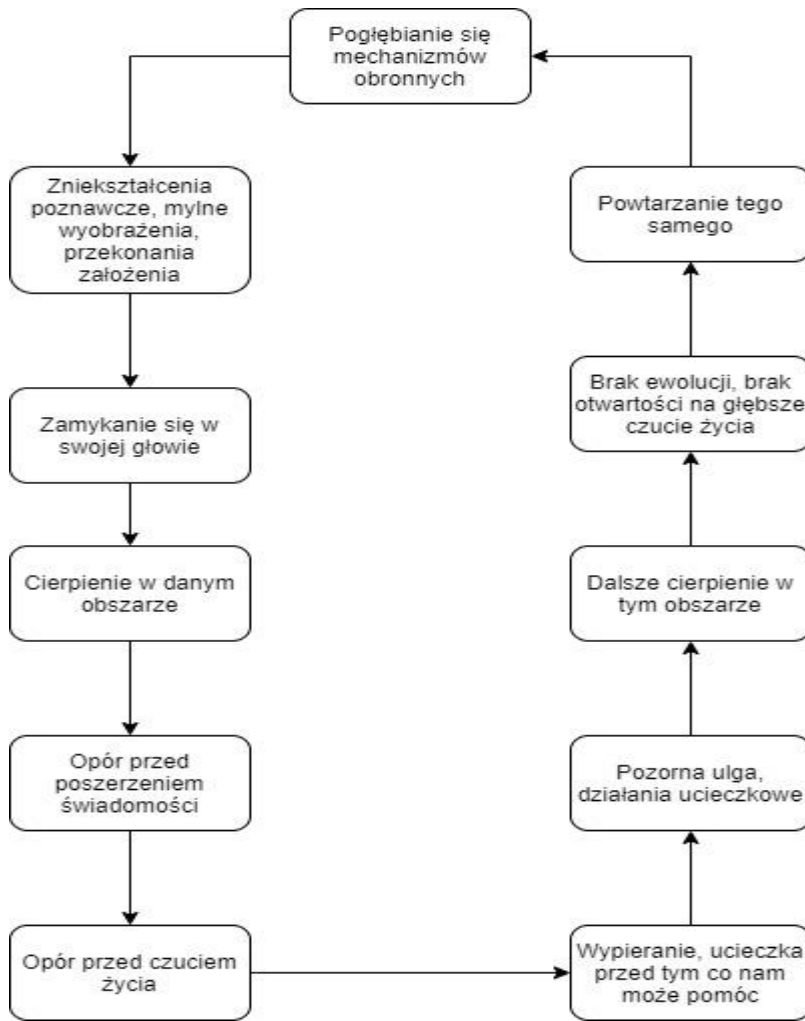 Pogłębianie się
mechanizmów
obronnych
Zniekształcenia
poznawcze, mylne
wyobrażenia,
przekonania
założenia
Zamykanie się w
swojej głowie
Cierpienie w danym
obszarze
Opór przed
poszerzeniem
świadomości
Opór przed czuciem
życia
Wypieranie, ucieczka
przed tym co nam
może pomóc
Pozorna ulga,
działania ucieczkowe
Dalsze cierpienie w
tym obszarze
Brak ewolucji, brak
otwartości na głębsze
czucie życia
Powtarzanie tego
samego